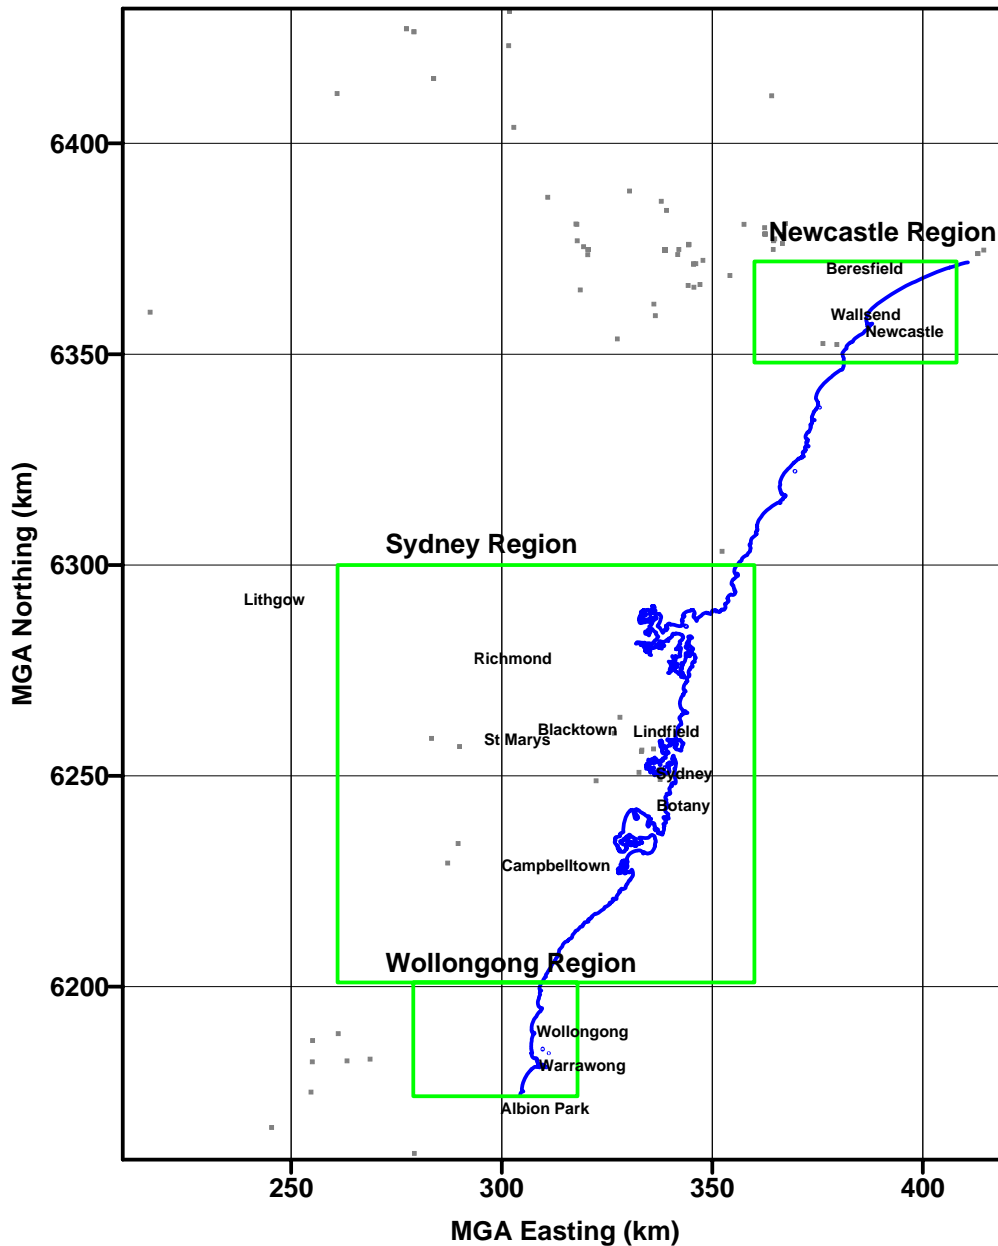 6400
Newcastle Region
Beresfield
Wallsend
Newcastle
6350
MGA Northing (km)
Sydney Region
6300
Lithgow
Richmond
Blacktown
Lindfield
St Marys
6250
Sydney
Botany
Campbelltown
Wollongong Region
6200
Wollongong
Warrawong
Albion Park
250
300
350
400
MGA Easting (km)